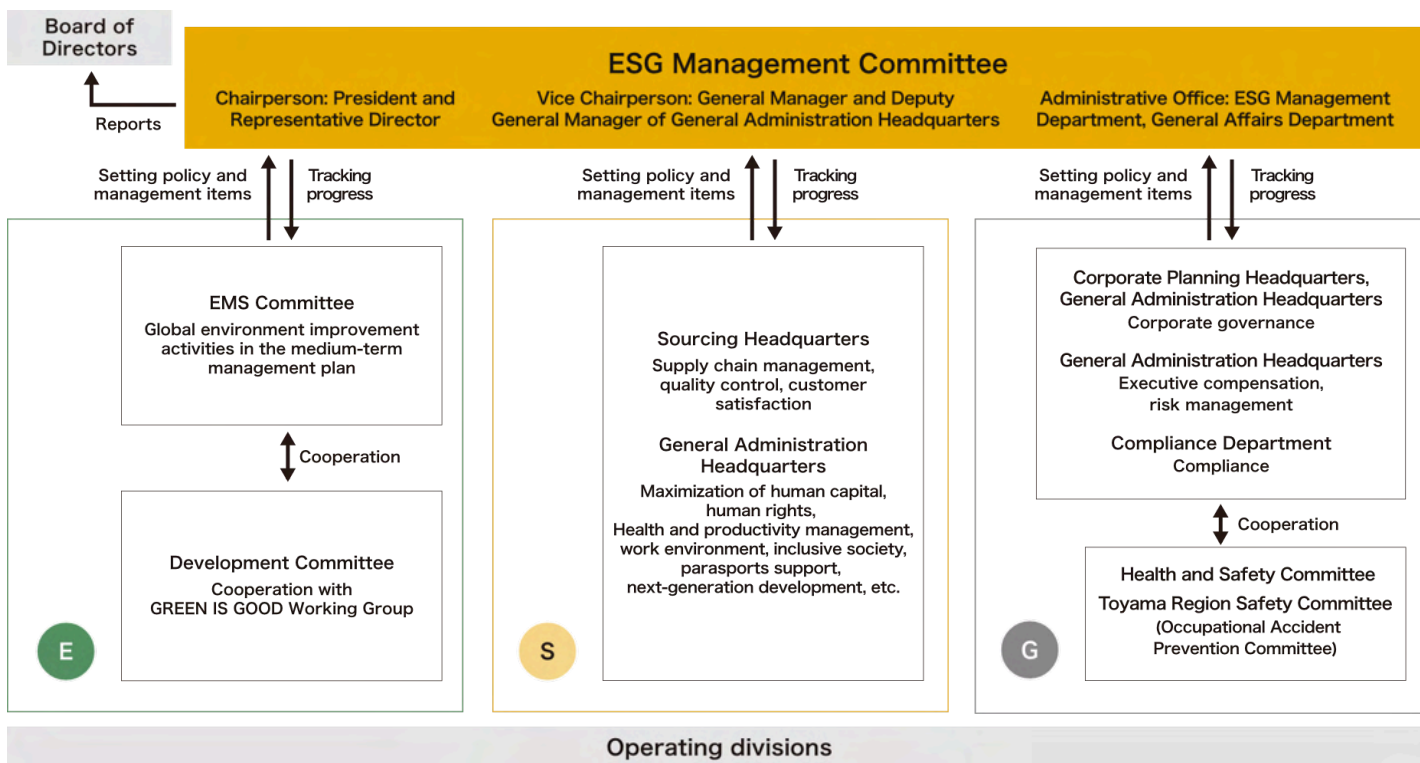 Board of
Directors
Reports
ESG Management Committee
Chairperson: President and
Representative Director
Vice Chairperson: General Manager and Deputy
General Manager of General Administration Headquarters
Administrative Office: ESG Management
Department, General Affairs Department
Setting policy and
management items
Tracking
progress
Setting policy and
management items
Tracking
progress
Setting policy and
management items
Tracking
progress
EMS Committee
Global environment improvement
activities in the medium-term
management plan
Cooperation
Development Committee
Cooperation with
GREEN IS GOOD Working Group
E
Sourcing Headquarters
Supply chain management,
quality control, customer
satisfaction
General Administration
Headquarters
Maximization of human capital,
human rights,
Health and productivity management,
work environment, inclusive society,
parasports support,
next-generation development, etc.
S
Corporate Planning Headquarters,
General Administration Headquarters
Corporate governance
General Administration Headquarters
Executive compensation,
risk management
Compliance Department
Compliance
Cooperation
Health and Safety Committee
Toyama Region Safety Committee
(Occupational Accident
Prevention Committee)
G
Operating divisions